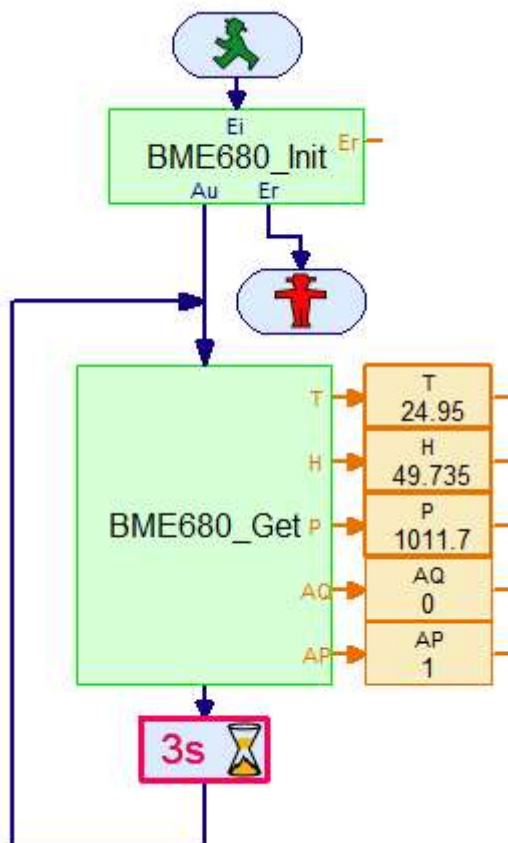 Ei
Er
BME680_Init
Au
Er
T
T
24.95
H
H
49.735
BME680_Get
P
P
1011.7
AQ
AQ
0
AP
AP
1
3s